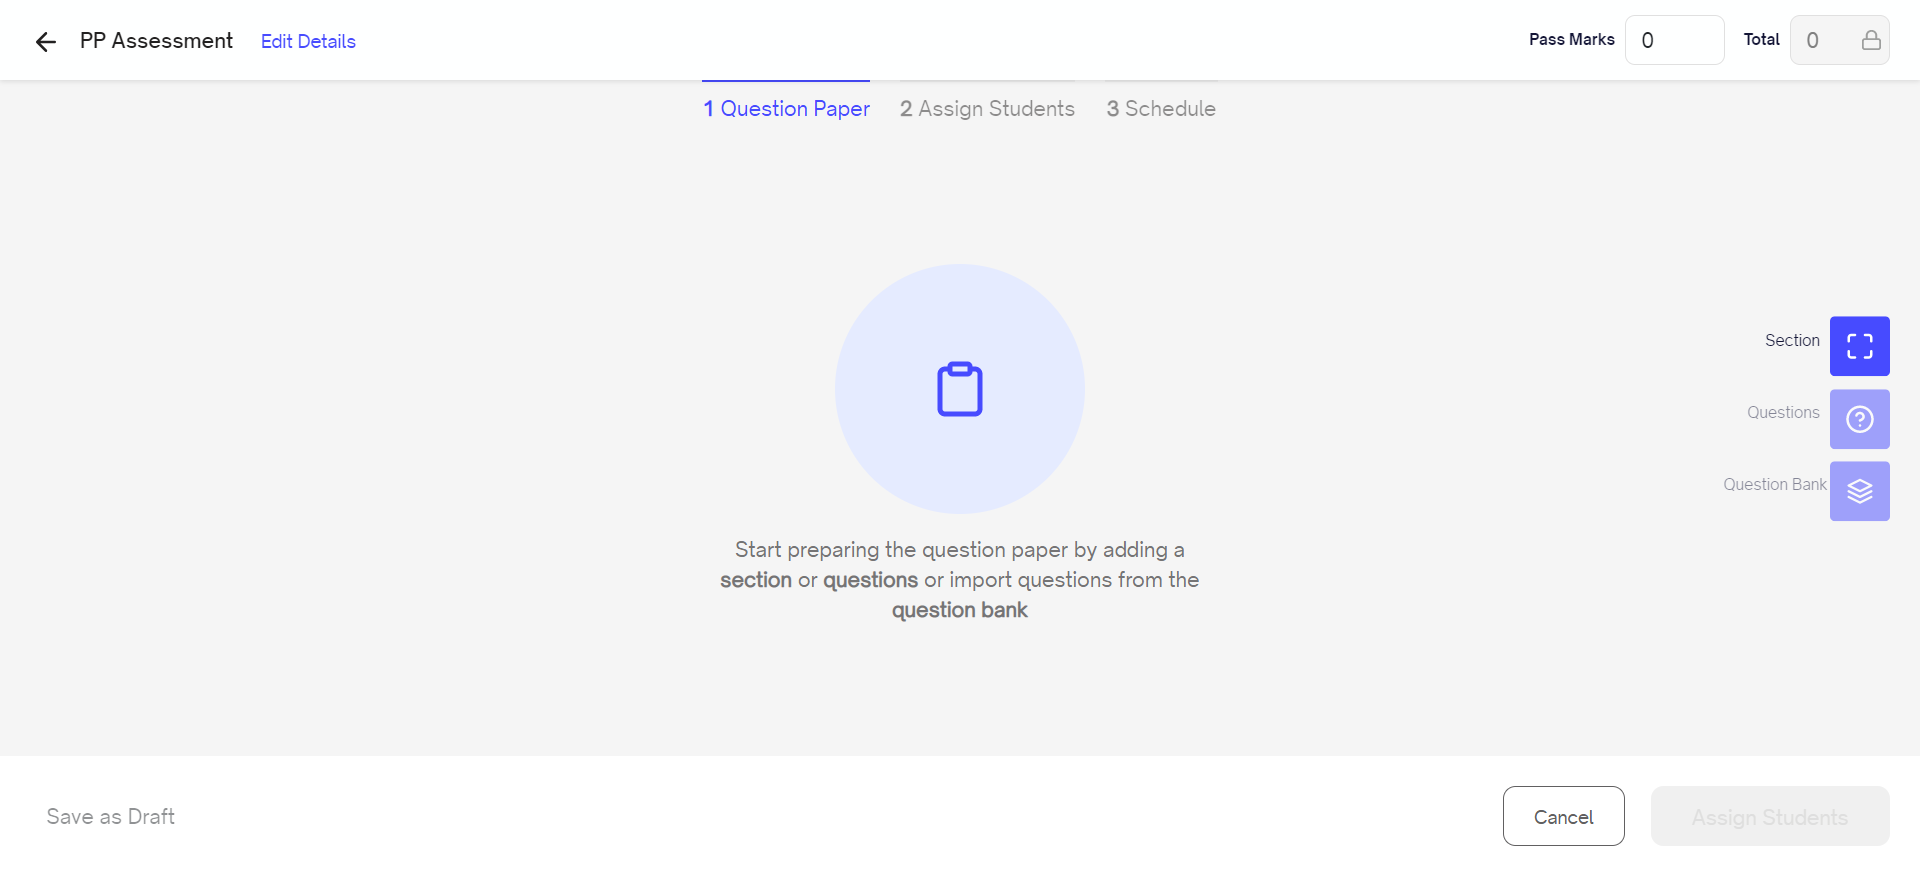 PP Assessment Edit Details Pass Marks 0 Total 0
1 Question Paper 2 Assign Students 3 Schedule
Section
Questions
Question Bank
Start preparing the question paper by adding a
section or questions or import questions from the
question bank
Save as Draft Cancel Assign Students